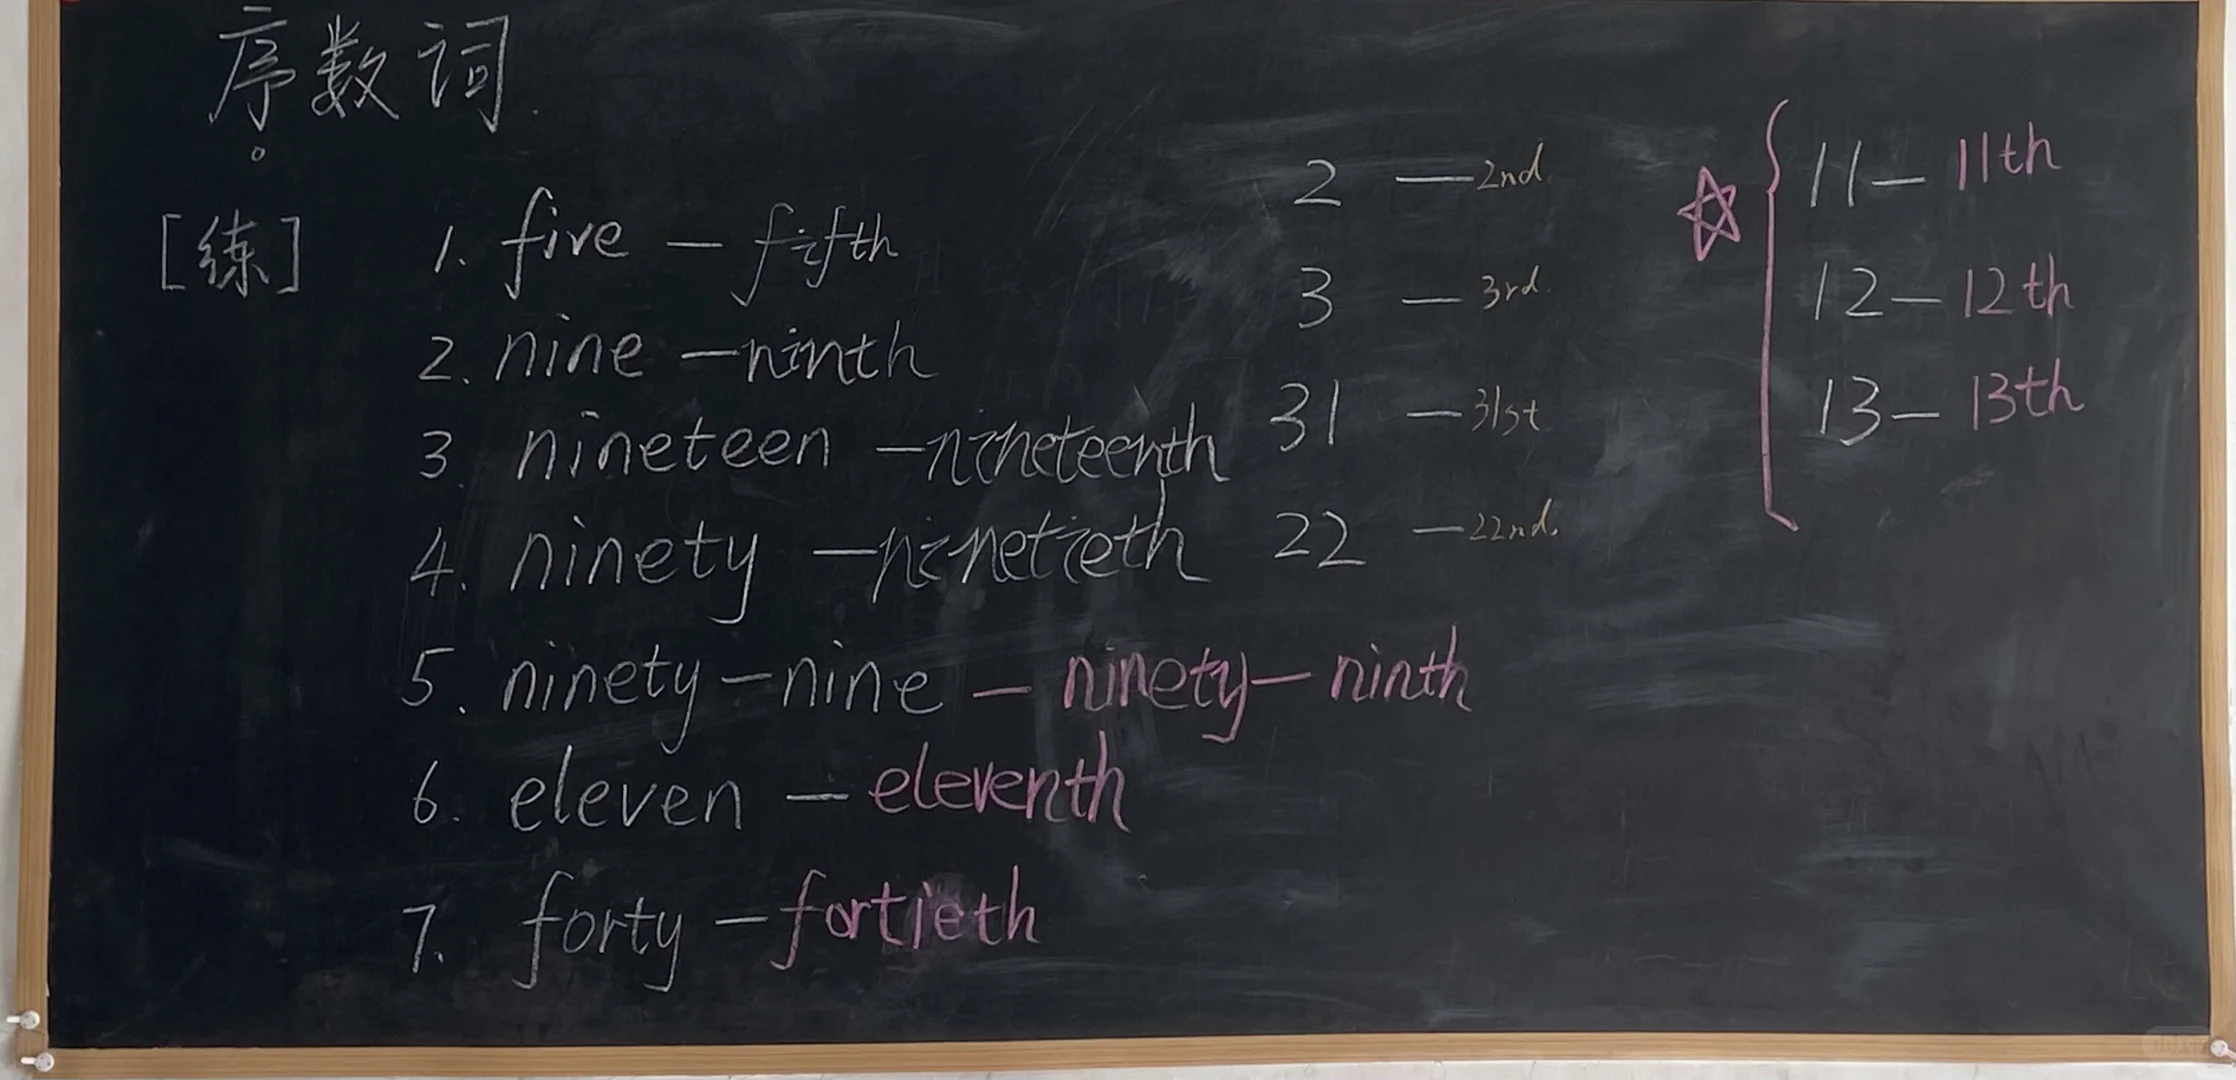 序数词.
[练]
1. five — fifth
2. nine — ninth
3. nineteen — nineteenth
4. ninety — ninetieth
5. ninety-nine — ninety-ninth
6. eleven — eleventh
7. forty — fortieth
2 — 2nd
3 — 3rd
31 — 31st
22 — 22nd.
11 — 11th
12 — 12th
13 — 13th